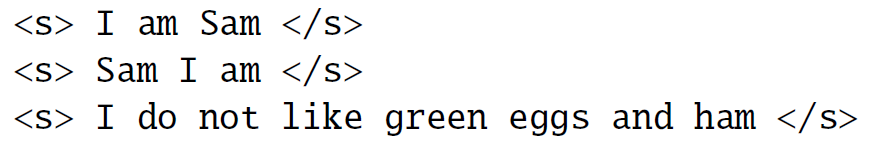 <s> I am Sam </s>
<s> Sam I am </s>
<s> I do not like green eggs and ham </s>